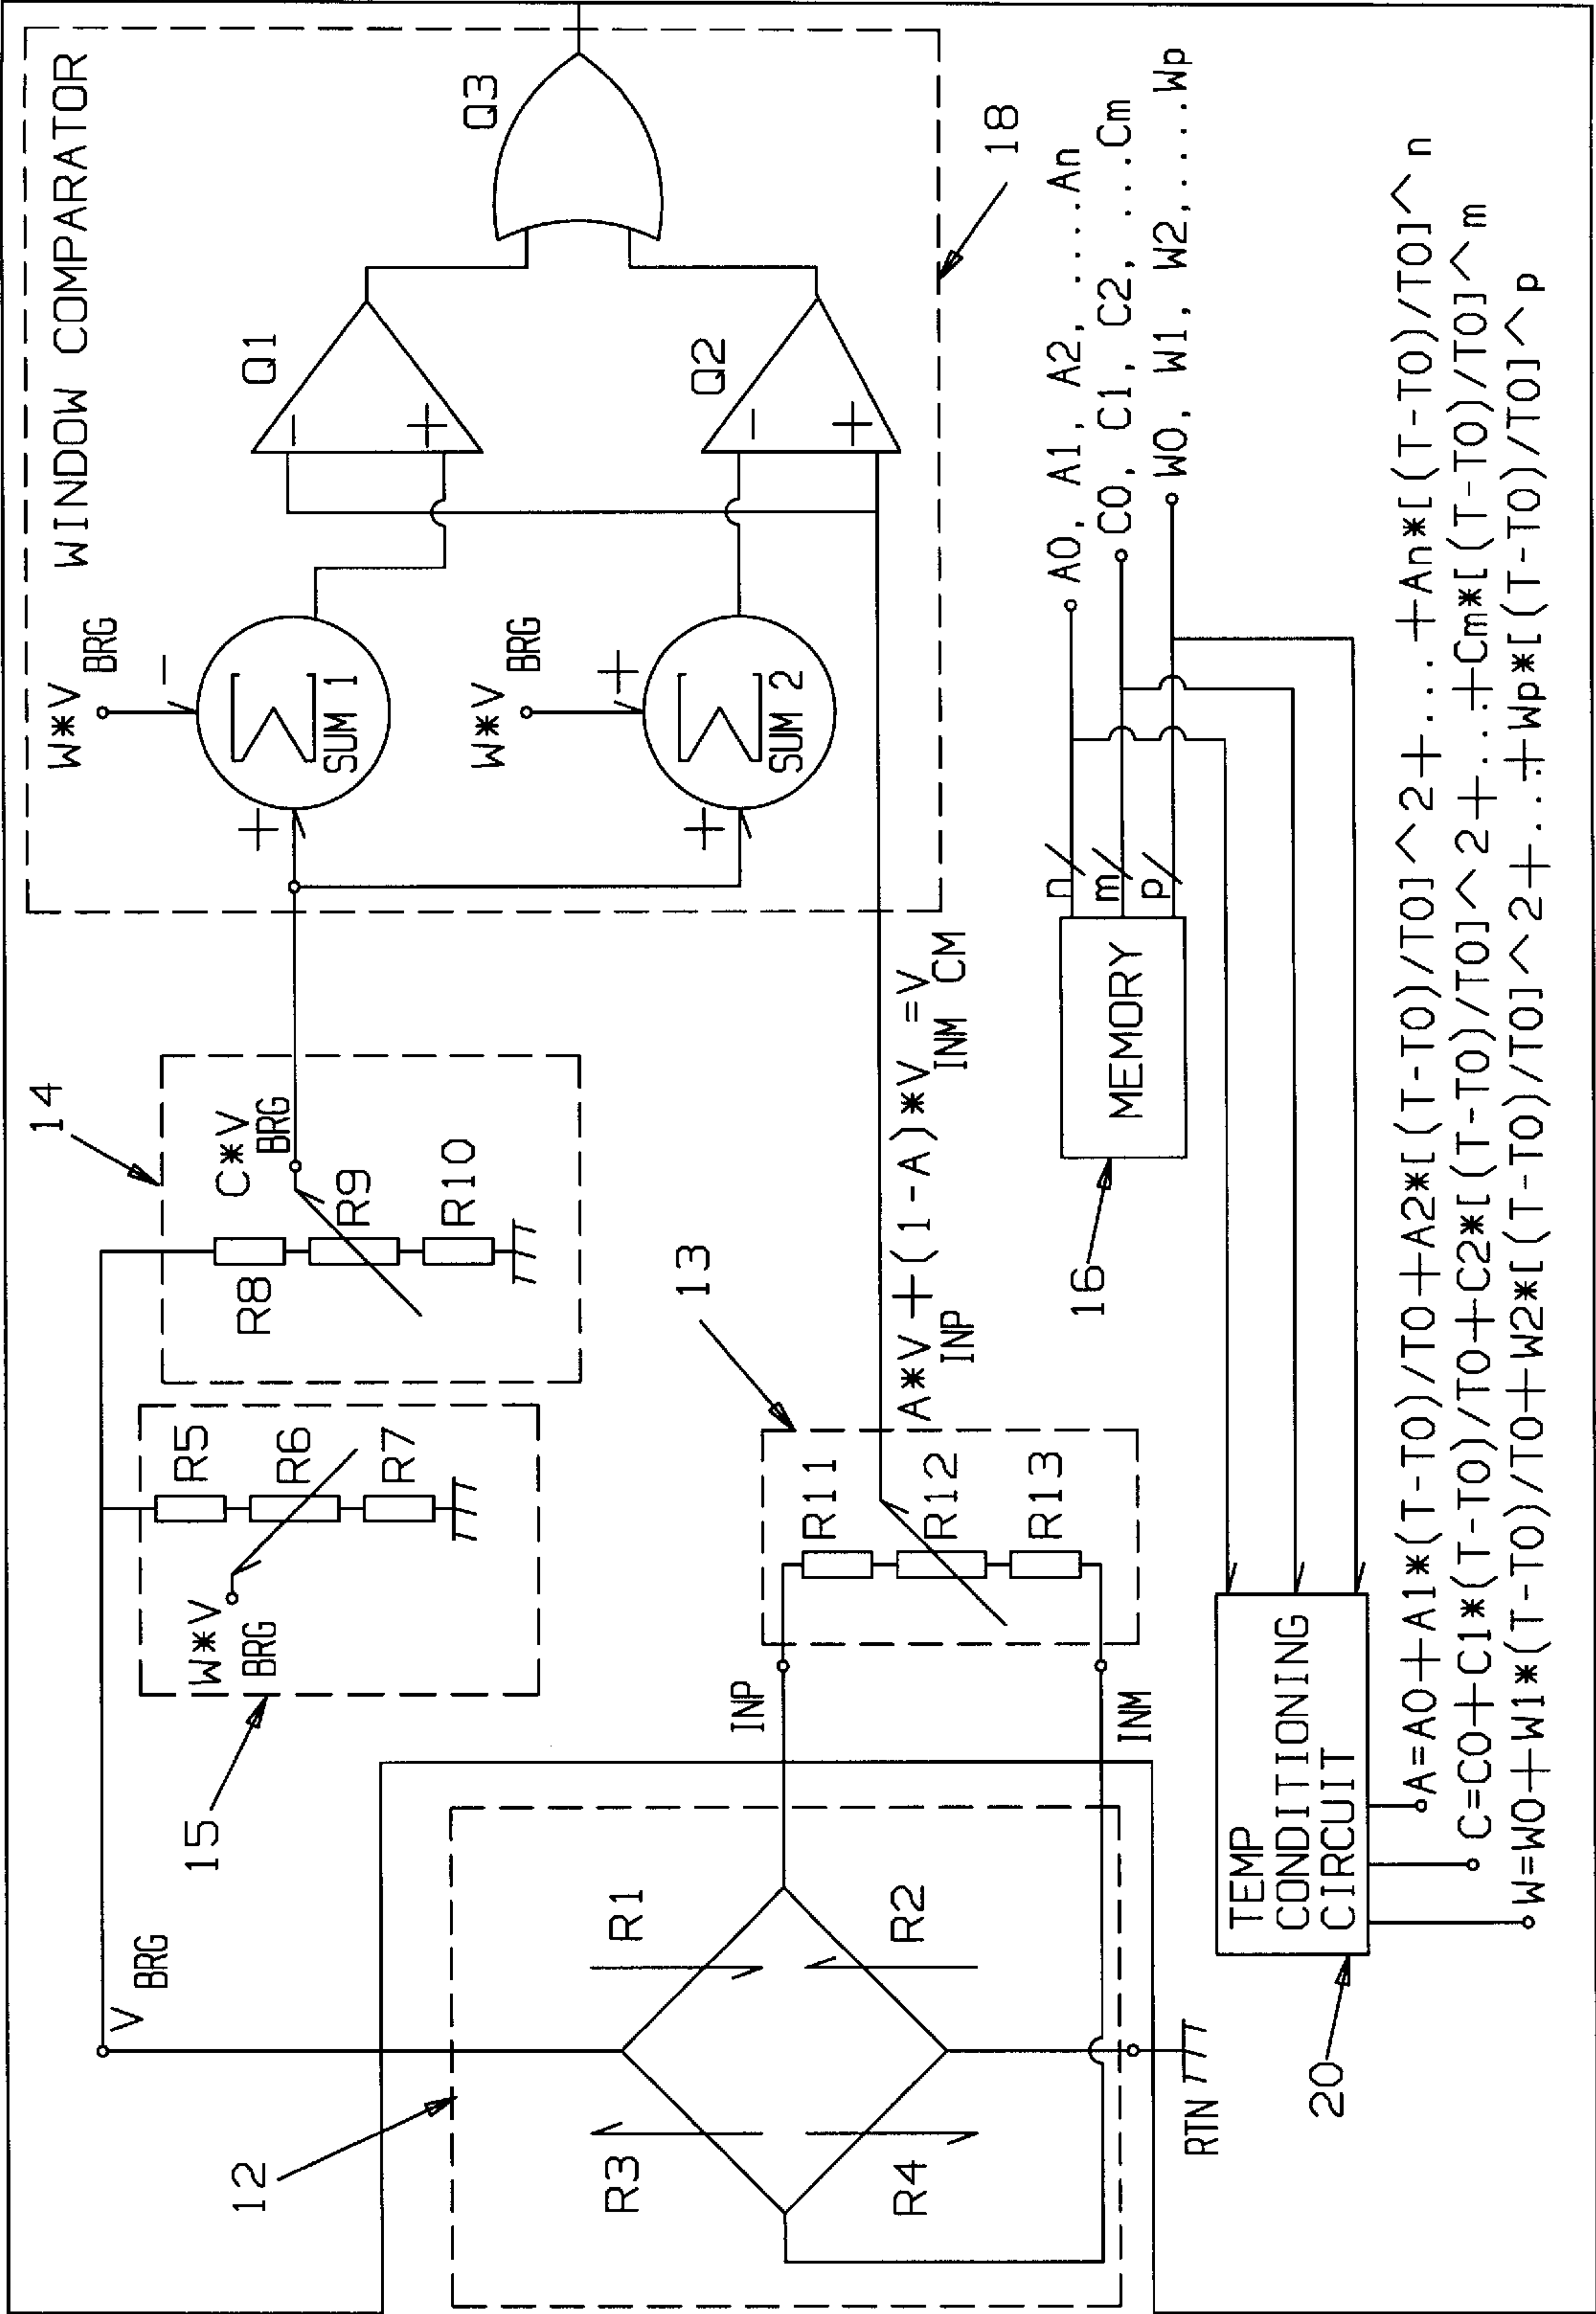 WINDOW COMPARATOR
Q3
Q1
Q2
W*V BRG
−
+
SUM 1
W*V BRG
+
+
SUM 2
−
+
−
+
18
14
C*V BRG
R8
R9
R10
15
W*V BRG
R5
R6
R7
V BRG
13
R11
R12
R13
A*V INP +(1-A)*V INM =V CM
INP
INM
12
R1
R2
R3
R4
RTN
MEMORY
16
n
m
p
A0, A1, A2, ....An
C0, C1, C2, ...Cm
W0, W1, W2,....Wp
TEMP
CONDITIONING
CIRCUIT
20
A=A0+A1*(T-T0)/T0+A2*[(T-T0)/T0]^2+... +An*[(T-T0)/T0]^n
C=C0+C1*(T-T0)/T0+C2*[(T-T0)/T0]^2+...+Cm*[(T-T0)/T0]^m
W=W0+W1*(T-T0)/T0+W2*[(T-T0)/T0]^2+...+Wp*[(T-T0)/T0]^p